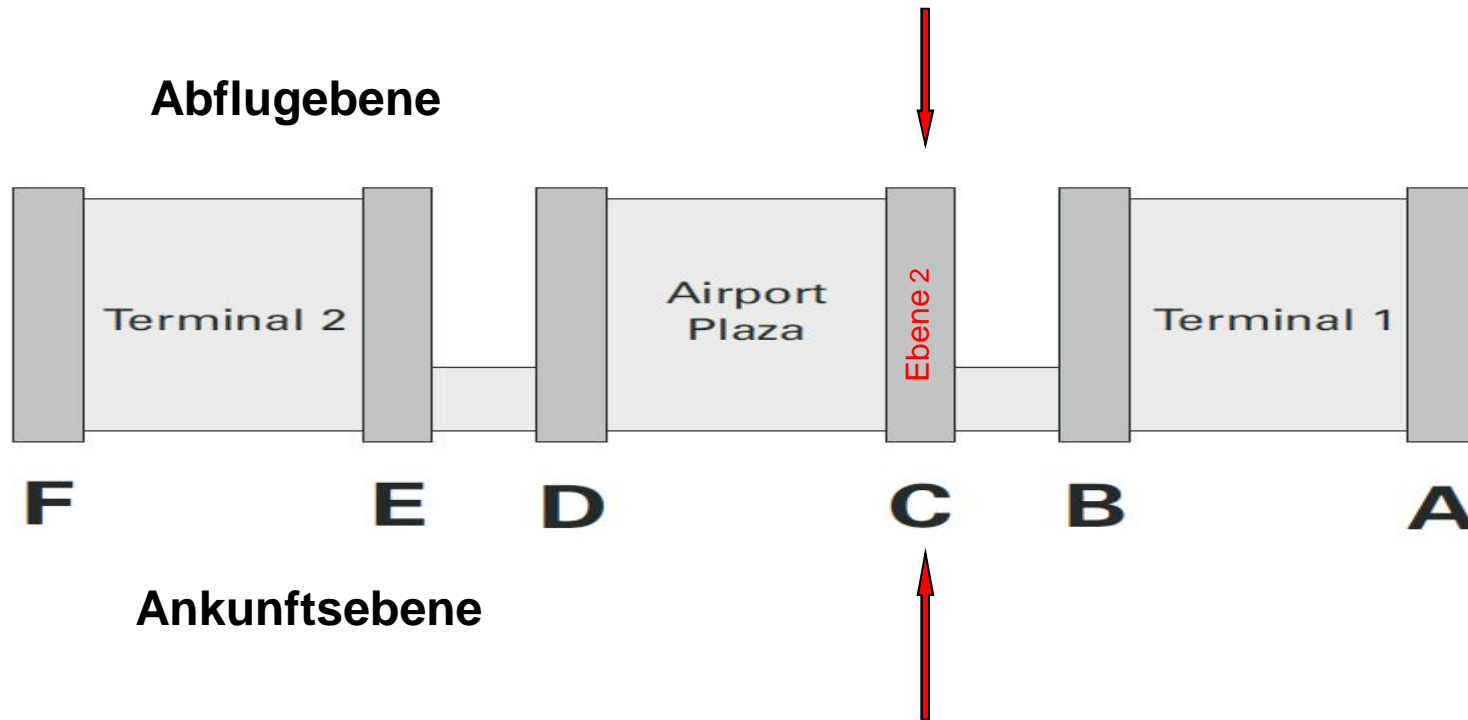 Abflugebene
Terminal 2
Airport
Plaza
Ebene 2
Terminal 1
F E D C B A
Ankunftsebene